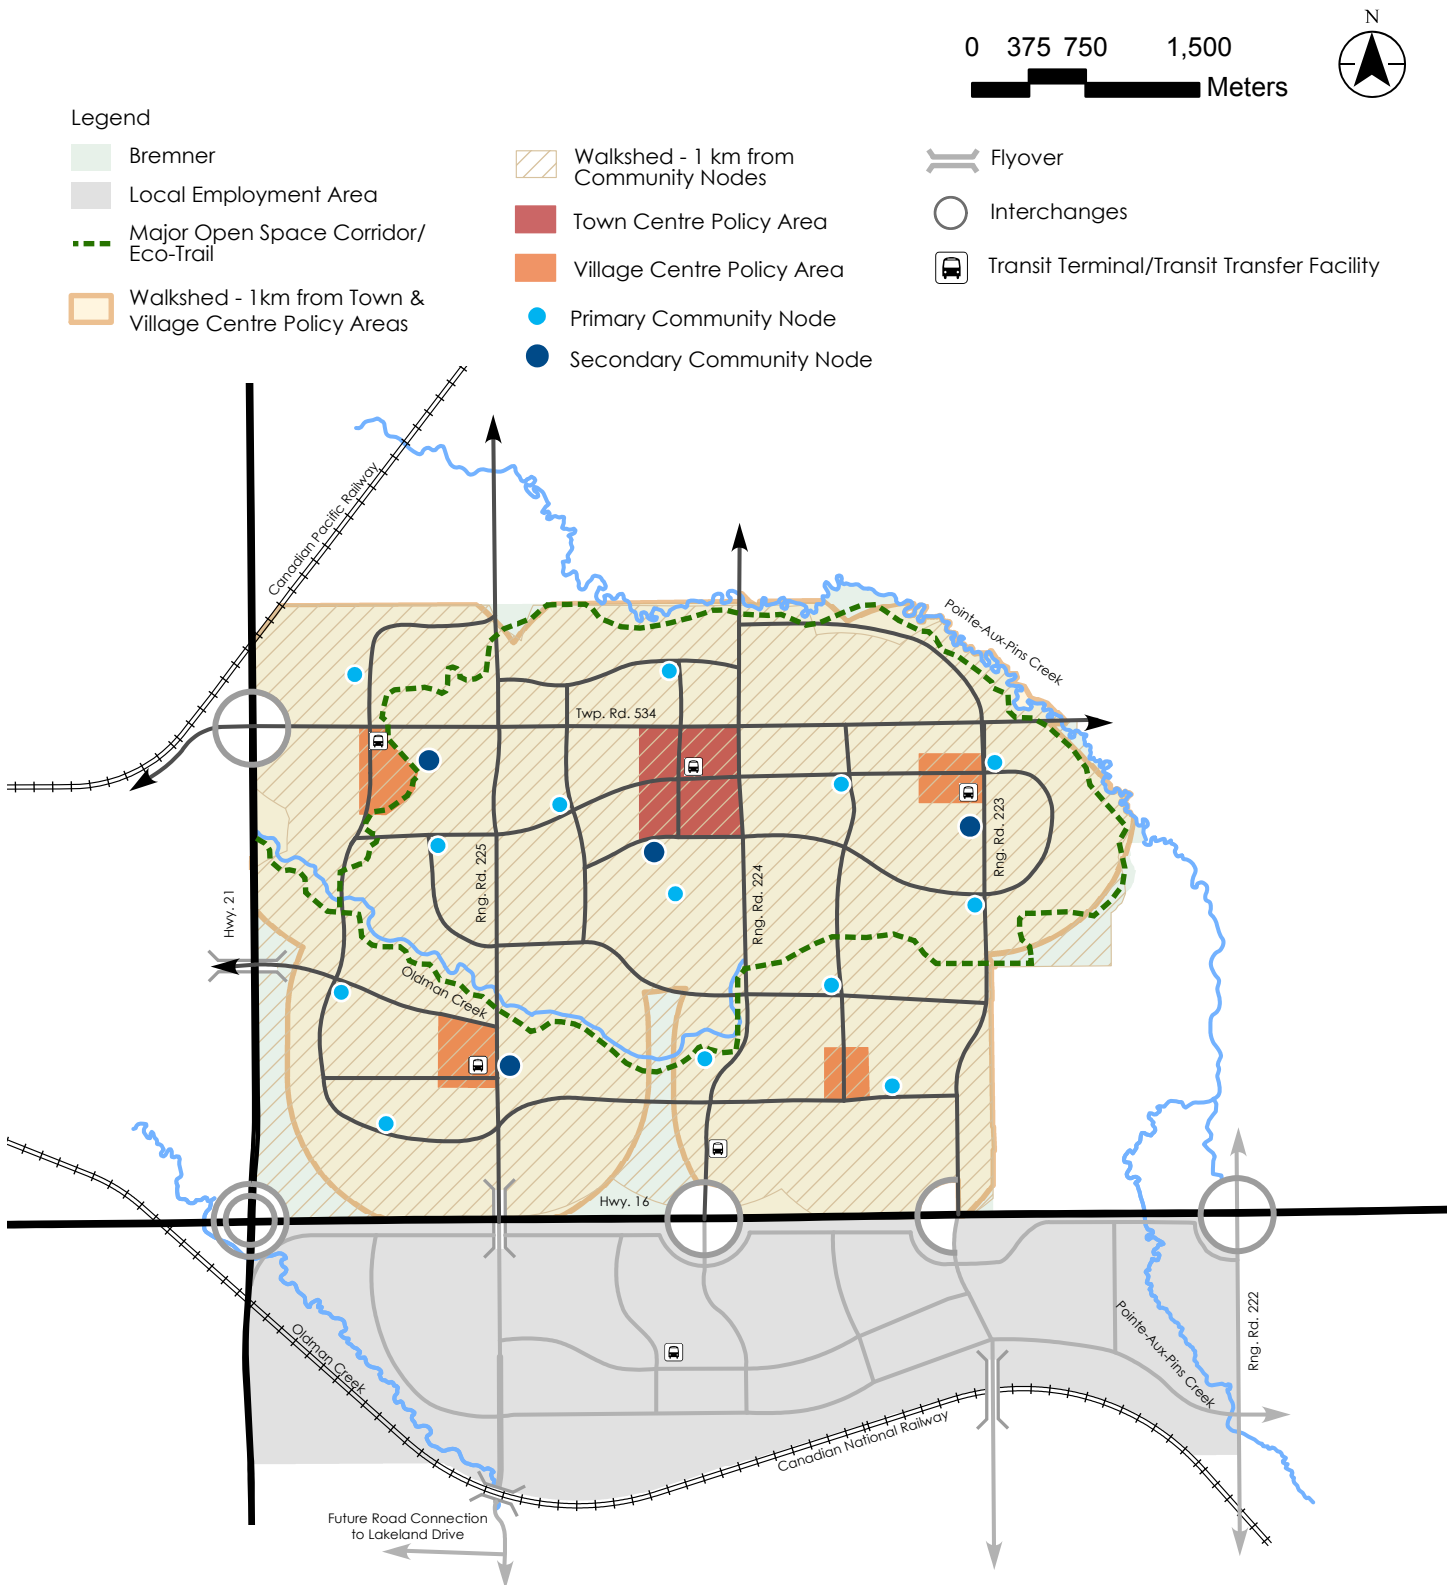 N
0 375 750 1,500
Meters
Legend
Bremner
Local Employment Area
Major Open Space Corridor/
Eco-Trail
Walkshed - 1km from Town &
Village Centre Policy Areas
Walkshed - 1 km from
Community Nodes
Town Centre Policy Area
Village Centre Policy Area
Primary Community Node
Secondary Community Node
Flyover
Interchanges
Transit Terminal/Transit Transfer Facility
Canadian Pacific Railway
Pointe-Aux-Pins Creek
Twp. Rd. 534
Rng. Rd. 223
Rng. Rd. 225
Rng. Rd. 224
Hwy. 21
Oldman Creek
Hwy. 16
Rng. Rd. 222
Pointe-Aux-Pins Creek
Oldman Creek
Canadian National Railway
Future Road Connection
to Lakeland Drive